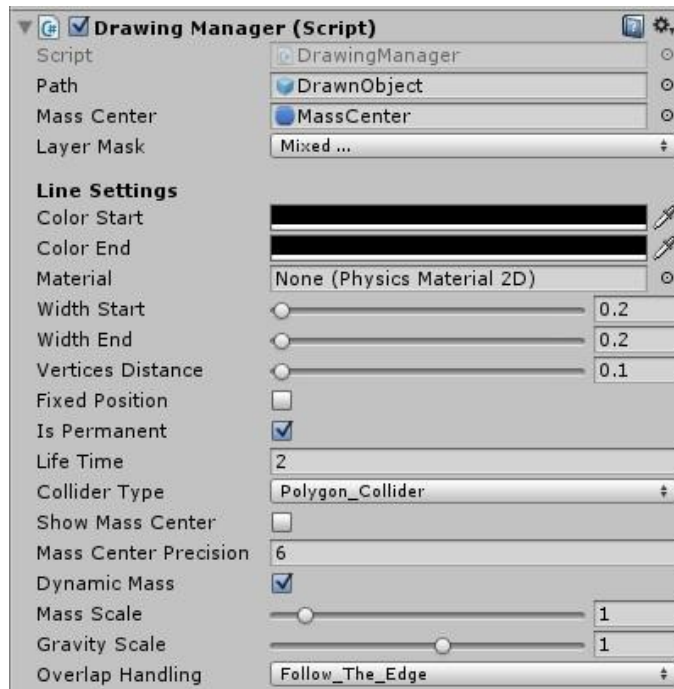 Drawing Manager (Script)
Script DrawingManager
Path DrawnObject
Mass Center MassCenter
Layer Mask Mixed ...
Line Settings
Color Start
Color End
Material None (Physics Material 2D)
Width Start 0.2
Width End 0.2
Vertices Distance 0.1
Fixed Position
Is Permanent
Life Time 2
Collider Type Polygon_Collider
Show Mass Center
Mass Center Precision 6
Dynamic Mass
Mass Scale 1
Gravity Scale 1
Overlap Handling Follow_The_Edge